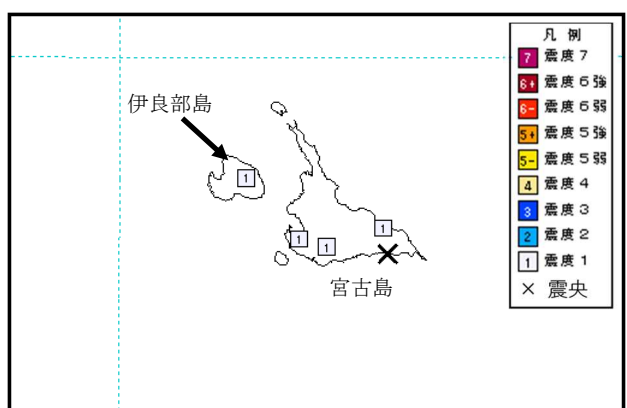 伊良部島
1
1
1
1
宮古島
凡例
7 震度7
6+ 震度6強
6- 震度6弱
5+ 震度5強
5- 震度5弱
4 震度4
3 震度3
2 震度2
1 震度1
× 震央